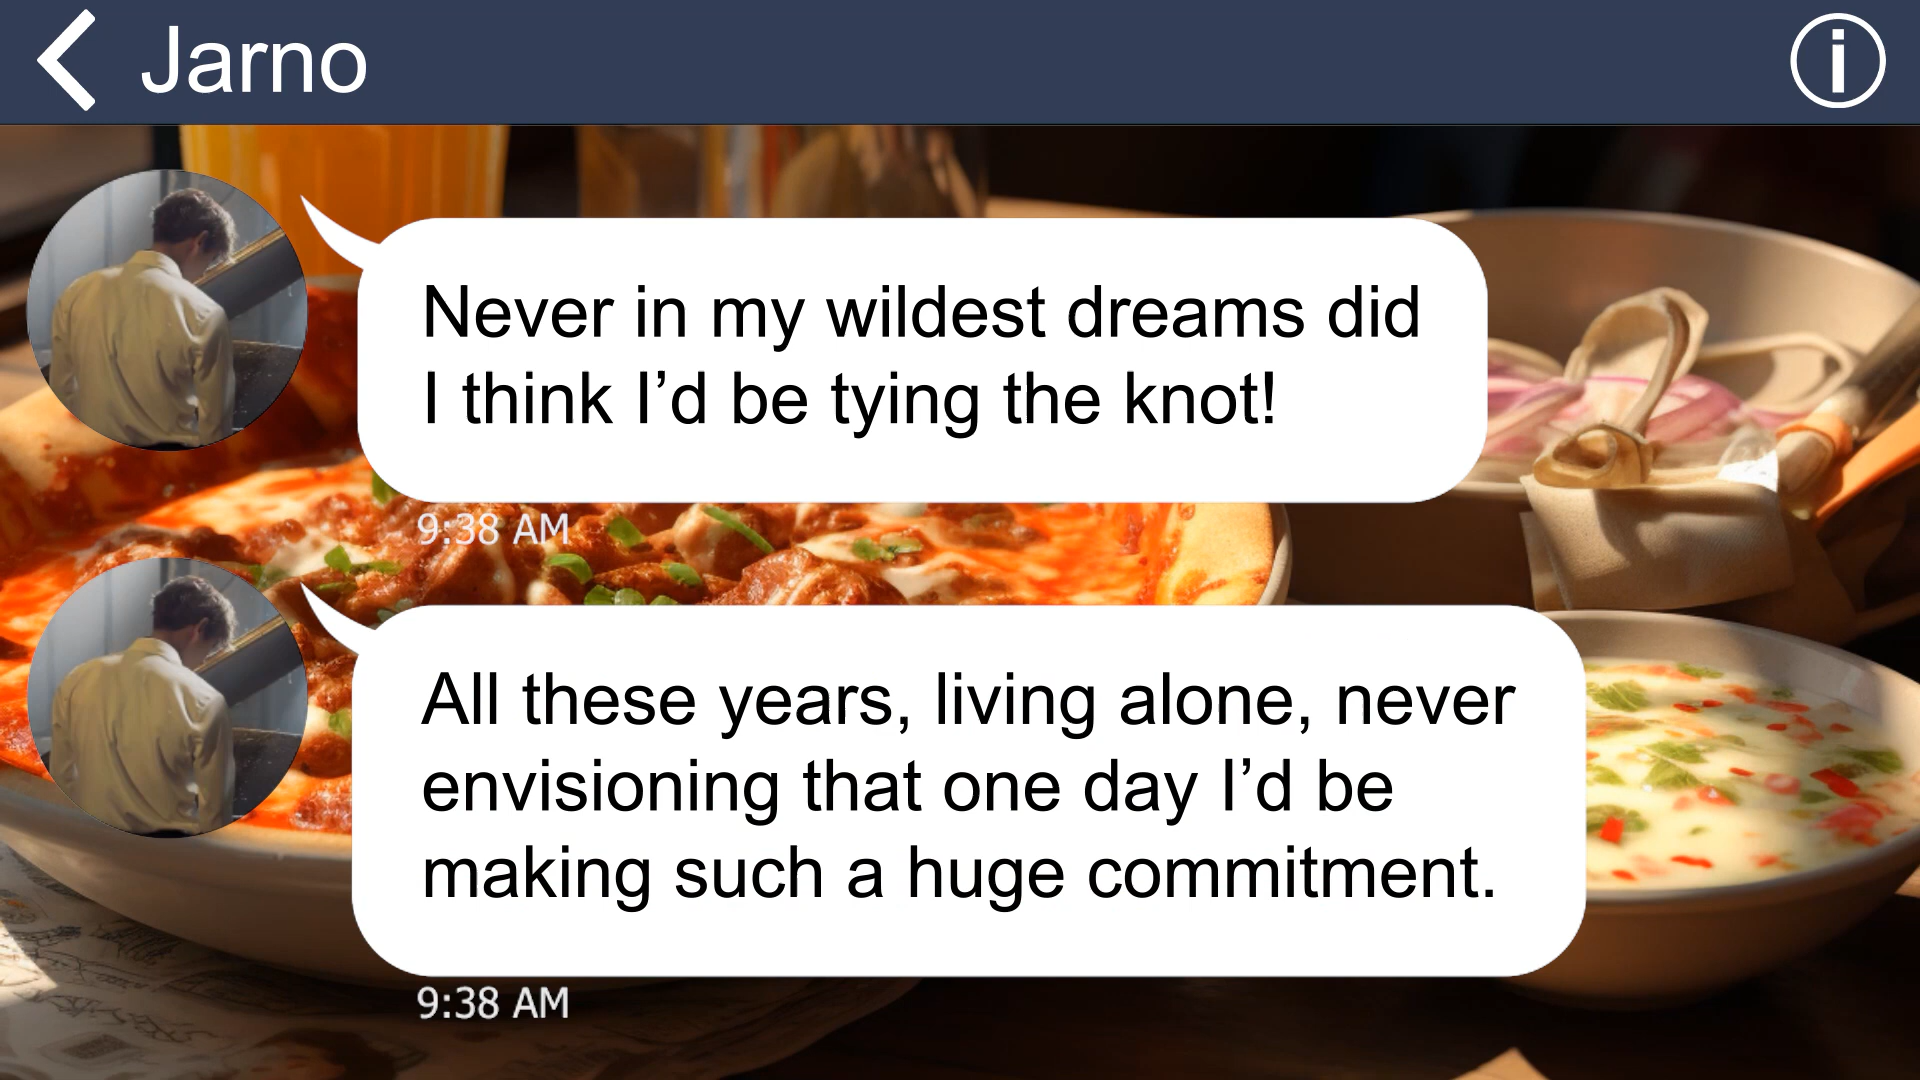 Jarno
Never in my wildest dreams did
I think I’d be tying the knot!
9:38 AM
All these years, living alone, never
envisioning that one day I’d be
making such a huge commitment.
9:38 AM